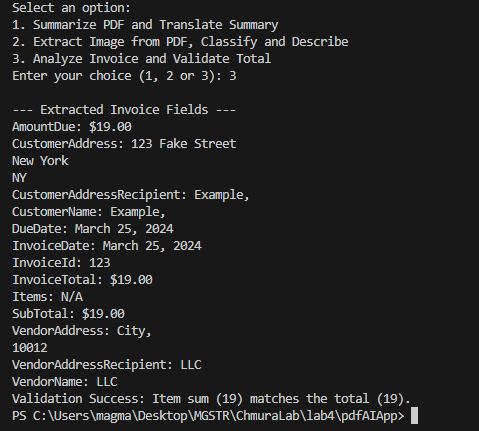 Select an option:
1. Summarize PDF and Translate Summary
2. Extract Image from PDF, Classify and Describe
3. Analyze Invoice and Validate Total
Enter your choice (1, 2 or 3): 3

--- Extracted Invoice Fields ---
AmountDue: $19.00
CustomerAddress: 123 Fake Street
New York
NY
CustomerAddressRecipient: Example,
CustomerName: Example,
DueDate: March 25, 2024
InvoiceDate: March 25, 2024
InvoiceId: 123
InvoiceTotal: $19.00
Items: N/A
SubTotal: $19.00
VendorAddress: City,
10012
VendorAddressRecipient: LLC
VendorName: LLC
Validation Success: Item sum (19) matches the total (19).
PS C:\Users\magma\Desktop\MGSTR\ChmuraLab\lab4\pdfAIApp>